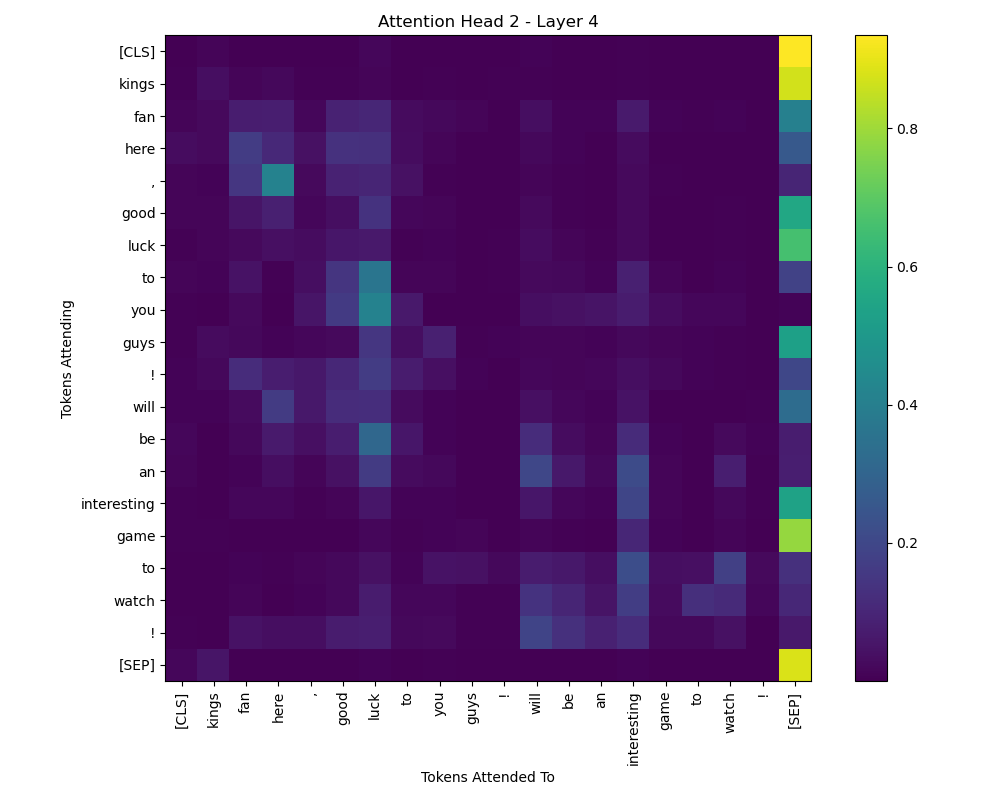 Attention Head 2 - Layer 4
Tokens Attending
[CLS]
kings
fan
here
,
good
luck
to
you
guys
!
will
be
an
interesting
game
to
watch
!
[SEP]
[CLS]
kings
fan
here
,
good
luck
to
you
guys
!
will
be
an
interesting
game
to
watch
!
[SEP]
Tokens Attended To
0.8
0.6
0.4
0.2